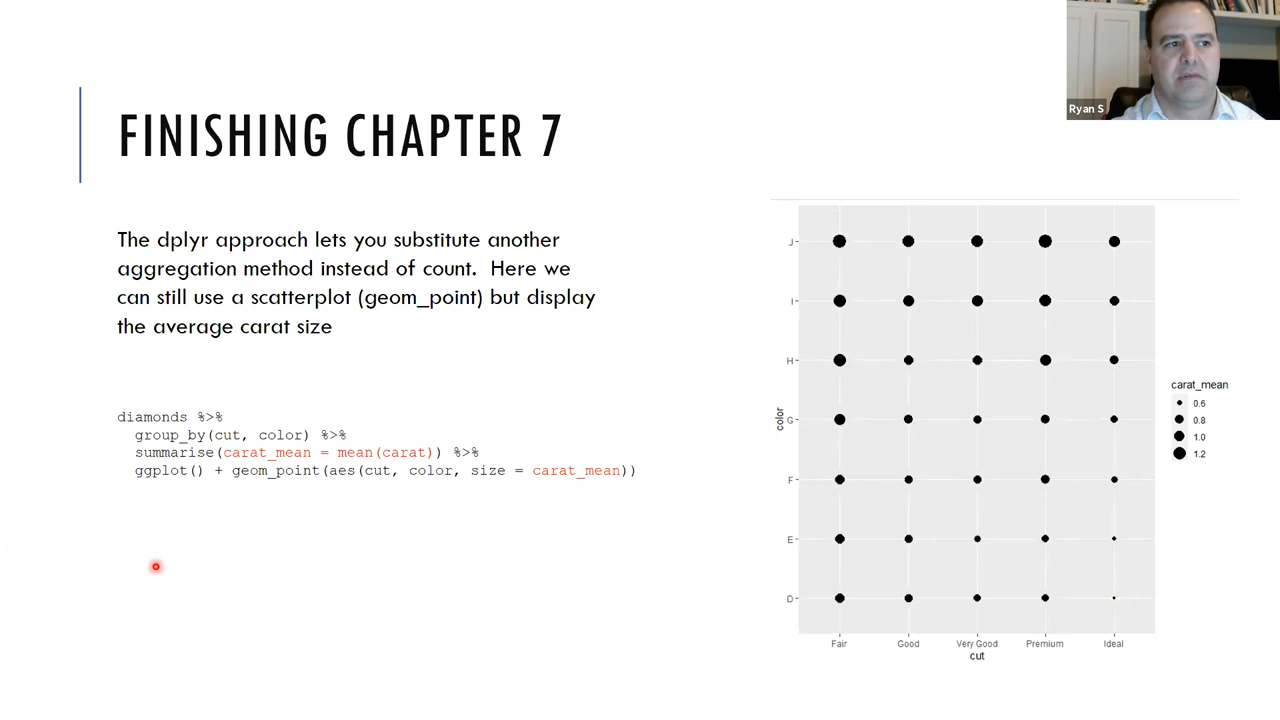 Ryan S
FINISHING CHAPTER 7
The dplyr approach lets you substitute another
aggregation method instead of count.  Here we
can still use a scatterplot (geom_point) but display
the average carat size
diamonds %>%
  group_by(cut, color) %>%
  summarise(carat_mean = mean(carat)) %>%
  ggplot() + geom_point(aes(cut, color, size = carat_mean))
color
J
I
H
G
F
E
D
Fair Good Very Good Premium Ideal
cut
carat_mean
0.6
0.8
1.0
1.2